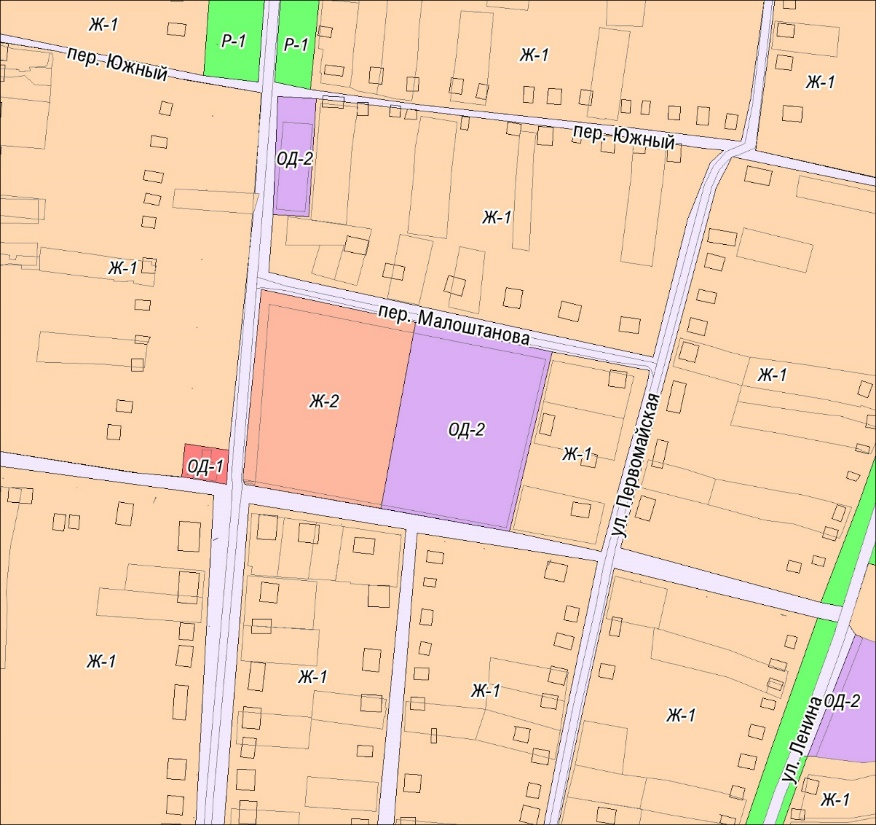 Ж-1
Р-1
Р-1
Ж-1
Ж-1
пер. Южный
пер. Южный
ОД-2
Ж-1
Ж-1
пер. Малоштанова
Ж-1
Ж-2
ОД-2
Ж-1
ул. Первомайская
ОД-1
Ж-1
Ж-1
Ж-1
Ж-1
ОД-2
ул. Ленина
Ж-1